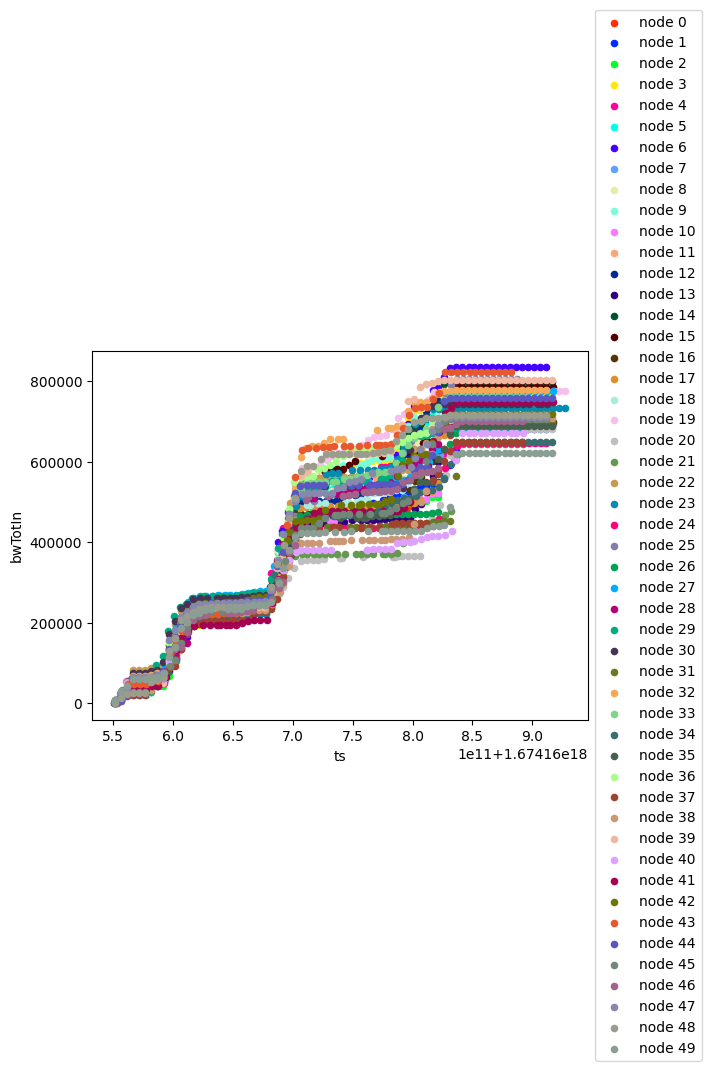 node 0
node 1
node 2
node 3
node 4
node 5
node 6
node 7
node 8
node 9
node 10
node 11
node 12
node 13
node 14
node 15
node 16
node 17
node 18
node 19
node 20
node 21
node 22
node 23
node 24
node 25
node 26
node 27
node 28
node 29
node 30
node 31
node 32
node 33
node 34
node 35
node 36
node 37
node 38
node 39
node 40
node 41
node 42
node 43
node 44
node 45
node 46
node 47
node 48
node 49
800000
600000
400000
200000
0
bwTotIn
5.5 6.0 6.5 7.0 7.5 8.0 8.5 9.0
ts
1e11+1.67416e18